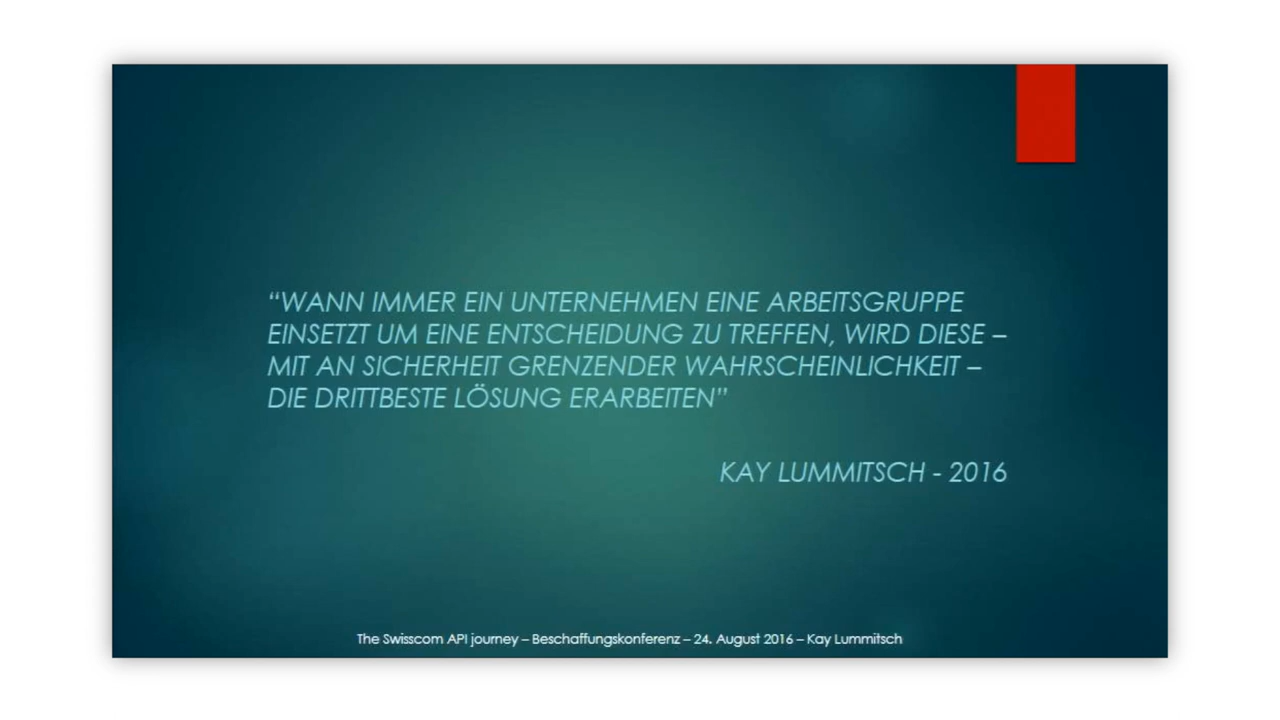 “WANN IMMER EIN UNTERNEHMEN EINE ARBEITSGRUPPE
EINSETZT UM EINE ENTSCHEIDUNG ZU TREFFEN, WIRD DIESE –
MIT AN SICHERHEIT GRENZENDER WAHRSCHEINLICHKEIT –
DIE DRITTBESTE LÖSUNG ERARBEITEN”
KAY LUMMITSCH - 2016
The Swisscom API journey – Beschaffungskonferenz – 24. August 2016 – Kay Lummitsch